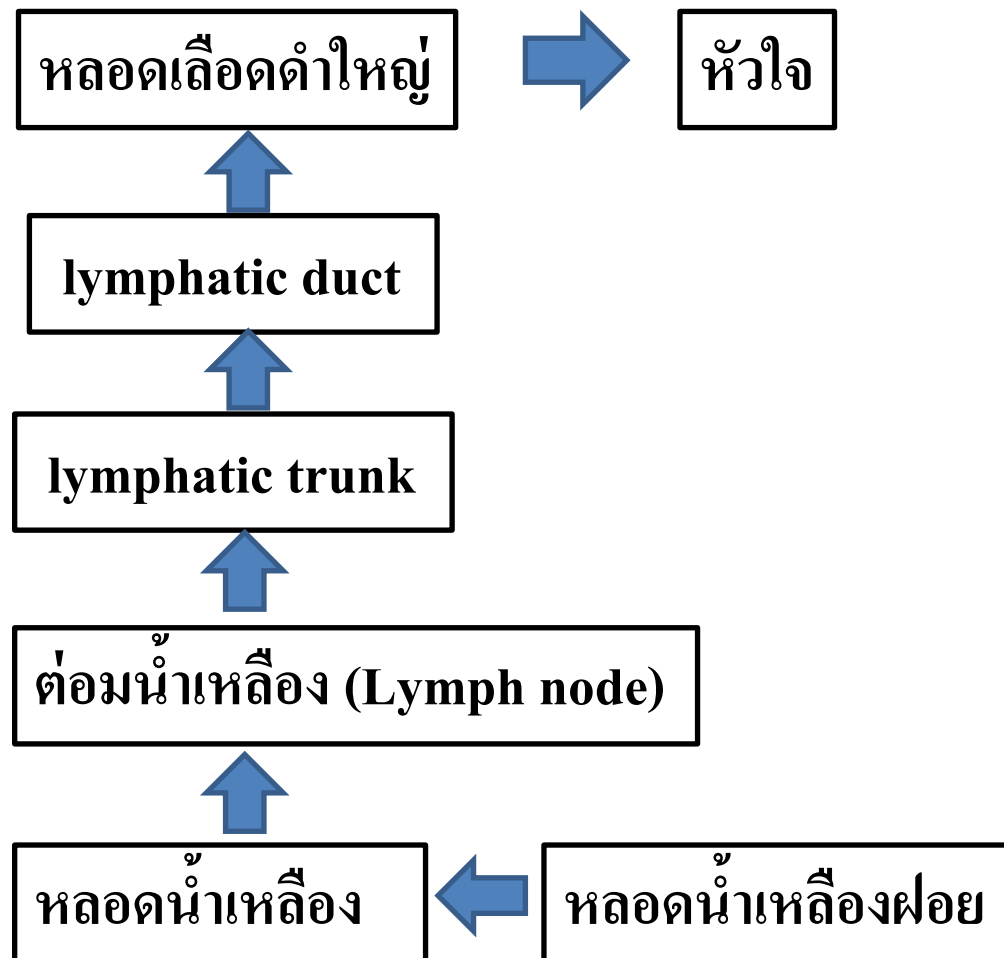 หลอดเลือดดำใหญ่
หัวใจ
lymphatic duct
lymphatic trunk
ต่อมน้ำเหลือง (Lymph node)
หลอดน้ำเหลือง
หลอดน้ำเหลืองฝอย